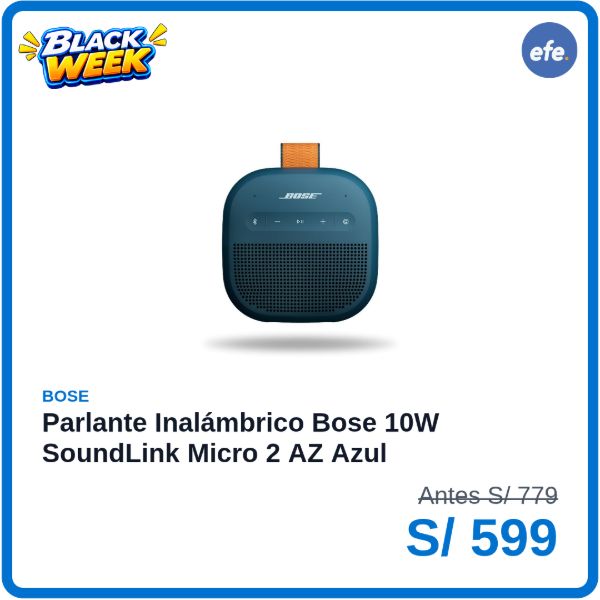 BLACK
WEEK
efe.
BOSE
BOSE
Parlante Inalámbrico Bose 10W
SoundLink Micro 2 AZ Azul
Antes S/ 779
S/ 599